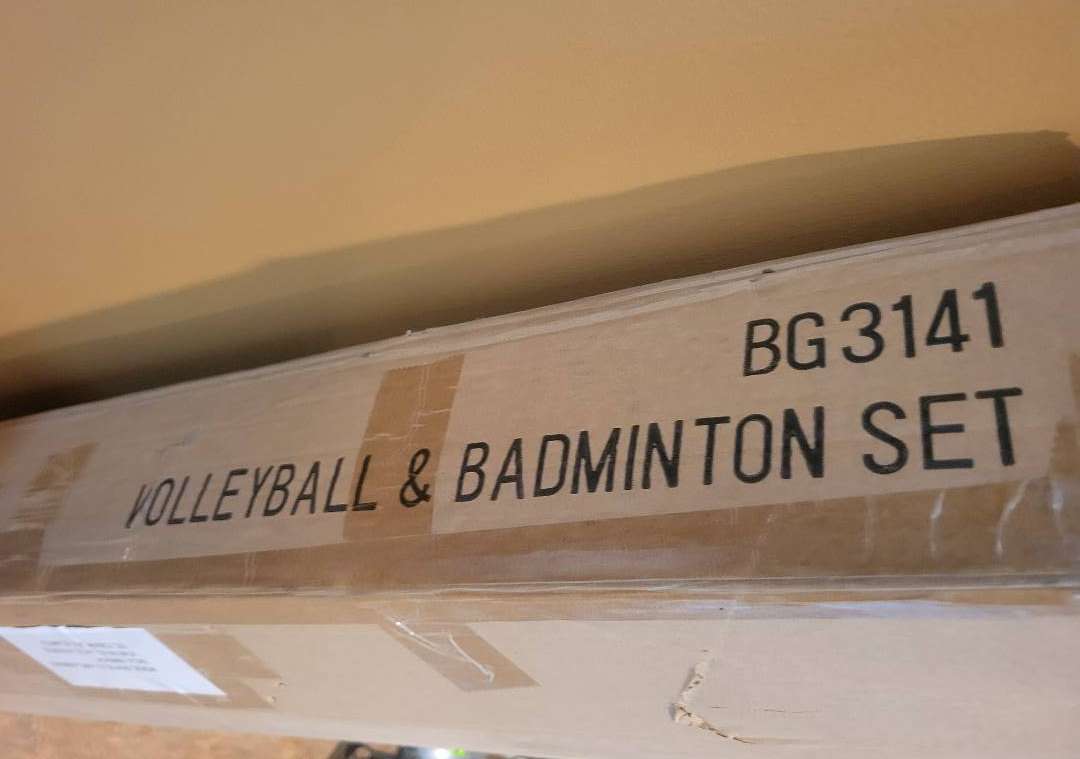 BG3141
VOLLEYBALL & BADMINTON SET